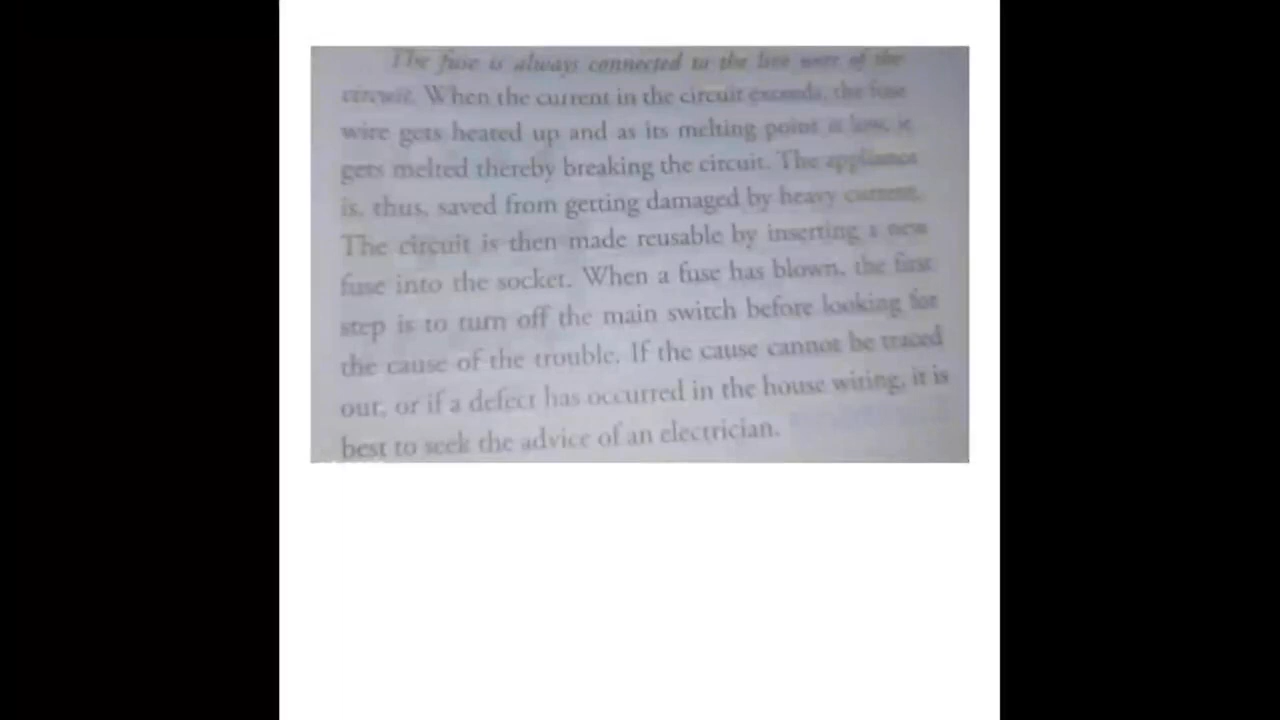 The fuse is always connected to the live wire of the
circuit. When the current in the circuit exceeds, the fuse
wire gets heated up and as its melting point is low, it
gets melted thereby breaking the circuit. The appliance
is, thus, saved from getting damaged by heavy current.
The circuit is then made reusable by inserting a new
fuse into the socket. When a fuse has blown, the first
step is to turn off the main switch before looking for
the cause of the trouble. If the cause cannot be traced
out, or if a defect has occurred in the house wiring, it is
best to seek the advice of an electrician.